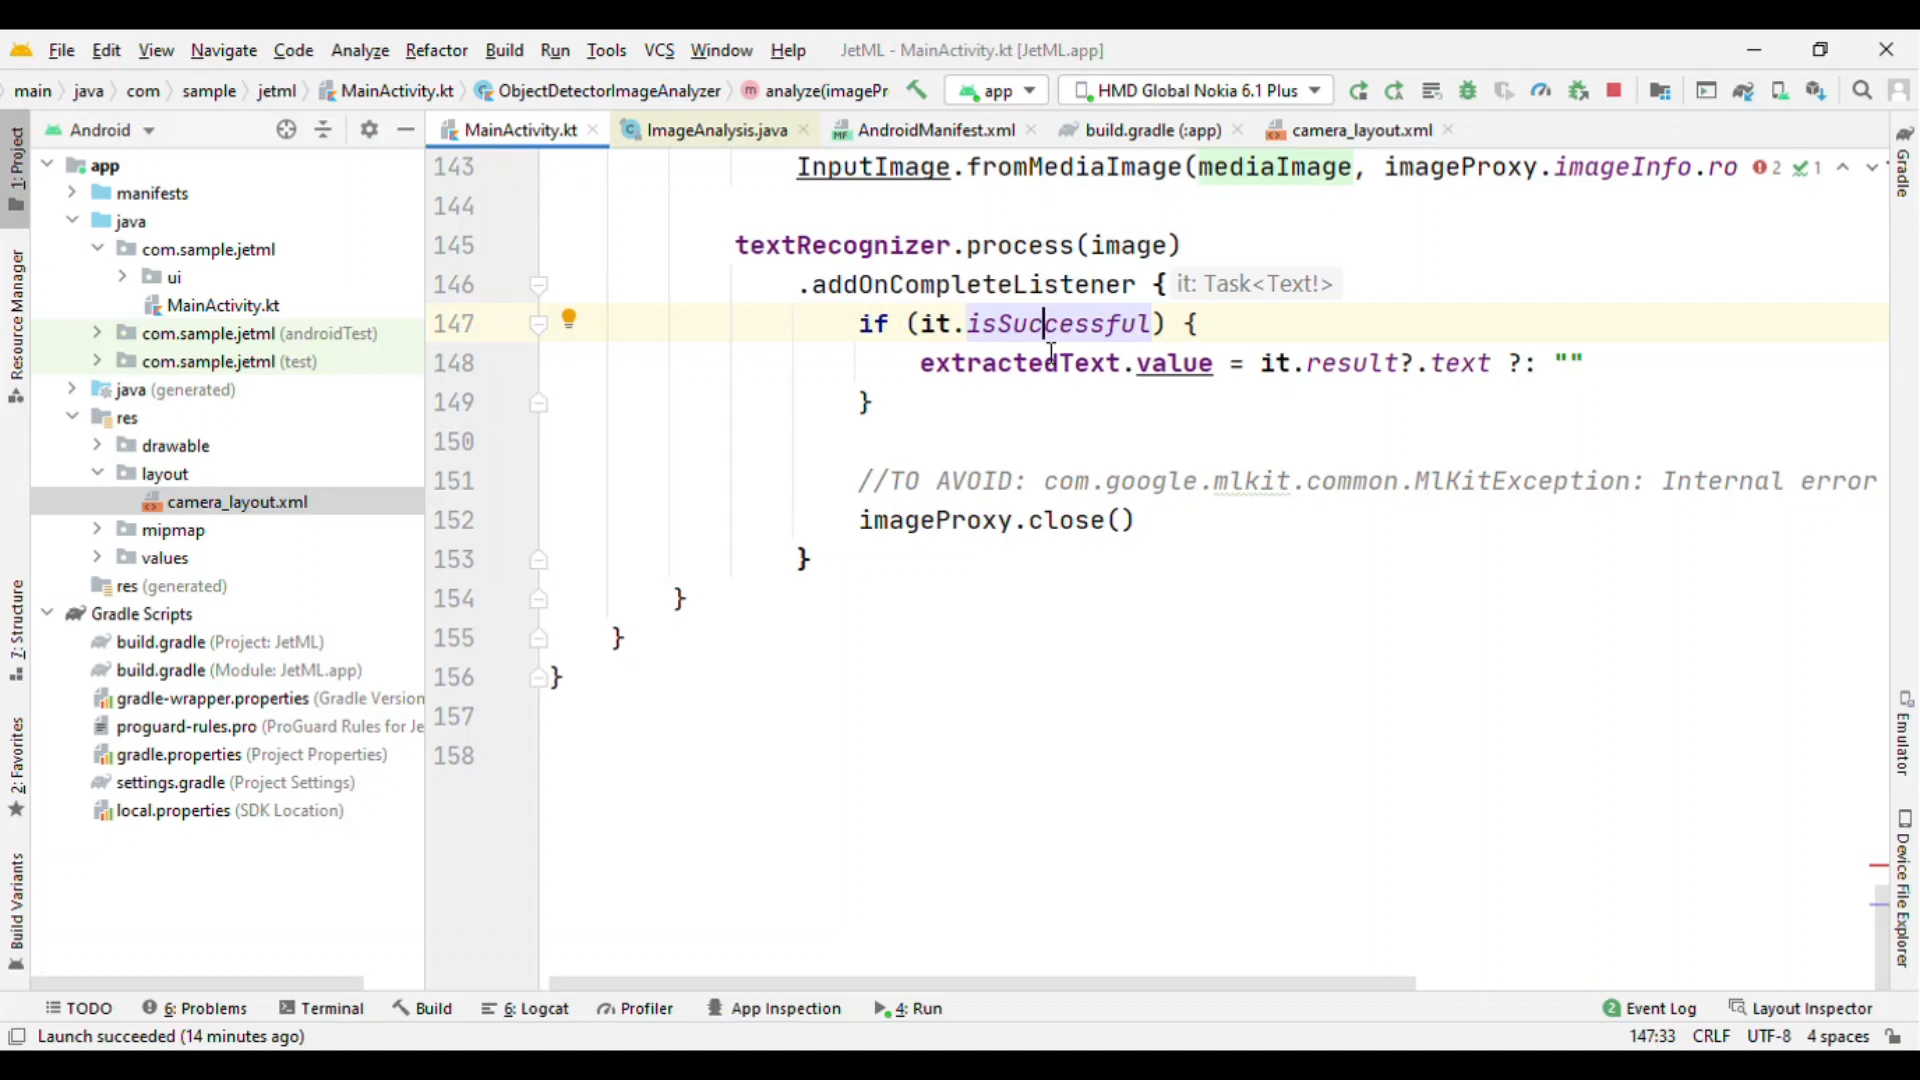 File Edit View Navigate Code Analyze Refactor Build Run Tools VCS Window Help JetML - MainActivity.kt [JetML.app]
main java com sample jetml MainActivity.kt ObjectDetectorImageAnalyzer m analyze(imagePr app HMD Global Nokia 6.1 Plus
Android MainActivity.kt ImageAnalysis.java AndroidManifest.xml build.gradle (:app) camera_layout.xml
1: Project
Resource Manager
7: Structure
2: Favorites
Build Variants
app
manifests
java
com.sample.jetml
ui
MainActivity.kt
com.sample.jetml (androidTest)
com.sample.jetml (test)
java (generated)
res
drawable
layout
camera_layout.xml
mipmap
values
res (generated)
Gradle Scripts
build.gradle (Project: JetML)
build.gradle (Module: JetML.app)
gradle-wrapper.properties (Gradle Version
proguard-rules.pro (ProGuard Rules for Je
gradle.properties (Project Properties)
settings.gradle (Project Settings)
local.properties (SDK Location)
143 InputImage.fromMediaImage(mediaImage, imageProxy.imageInfo.ro 2 1
144
145 textRecognizer.process(image)
146 .addOnCompleteListener { it: Task<Text!>
147 if (it.isSuccessful) {
148 extractedText.value = it.result?.text ?: ""
149 }
150
151 //TO AVOID: com.google.mlkit.common.MlKitException: Internal error
152 imageProxy.close()
153 }
154 }
155 }
156 }
157
158
Gradle
Emulator
Device File Explorer
TODO 6: Problems Terminal Build 6: Logcat Profiler App Inspection 4: Run 2 Event Log Layout Inspector
Launch succeeded (14 minutes ago) 147:33 CRLF UTF-8 4 spaces